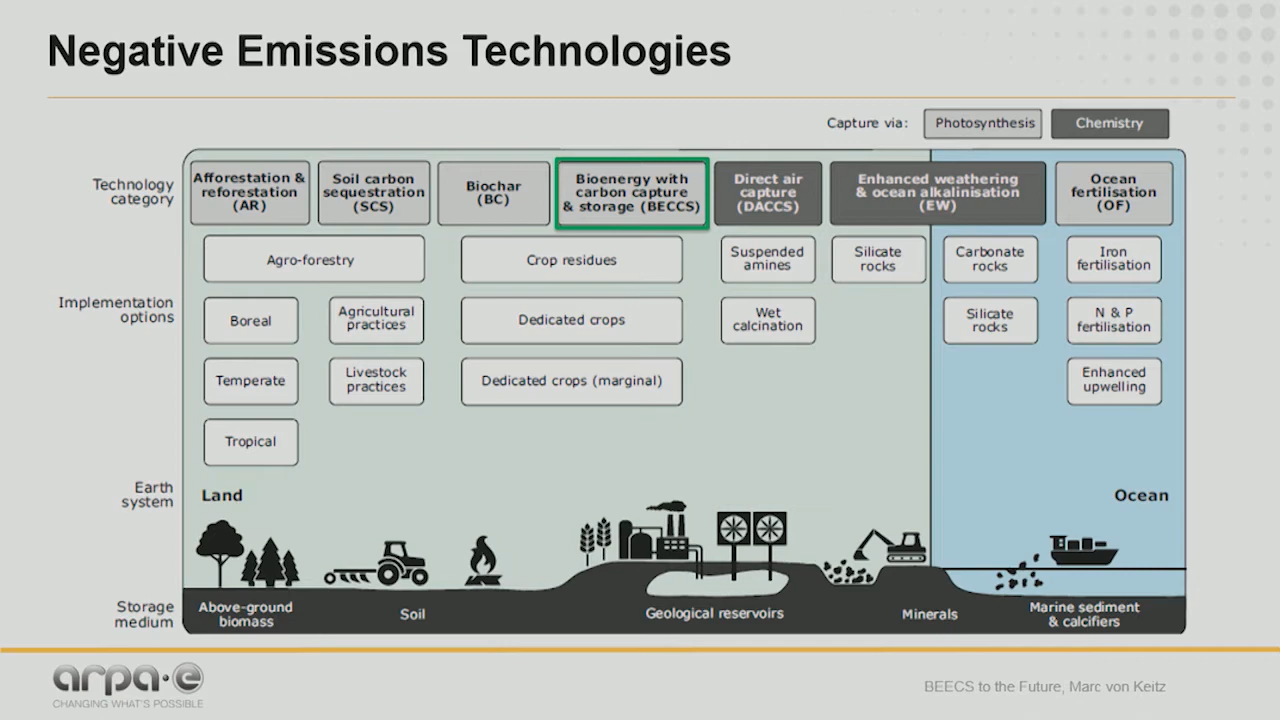 Negative Emissions Technologies
Capture via:
Photosynthesis
Chemistry
Technology
category
Afforestation &
reforestation
(AR)
Soil carbon
sequestration
(SCS)
Biochar
(BC)
Bioenergy with
carbon capture
& storage (BECCS)
Direct air
capture
(DACCS)
Enhanced weathering
& ocean alkalinisation
(EW)
Ocean
fertilisation
(OF)
Implementation
options
Agro-forestry
Crop residues
Suspended
amines
Silicate
rocks
Carbonate
rocks
Iron
fertilisation
Boreal
Agricultural
practices
Dedicated crops
Wet
calcination
Silicate
rocks
N & P
fertilisation
Temperate
Livestock
practices
Dedicated crops (marginal)
Enhanced
upwelling
Tropical
Earth
system
Land
Ocean
Storage
medium
Above-ground
biomass
Soil
Geological reservoirs
Minerals
Marine sediment
& calcifiers
arpa·e
CHANGING WHAT'S POSSIBLE
BEECS to the Future, Marc von Keitz